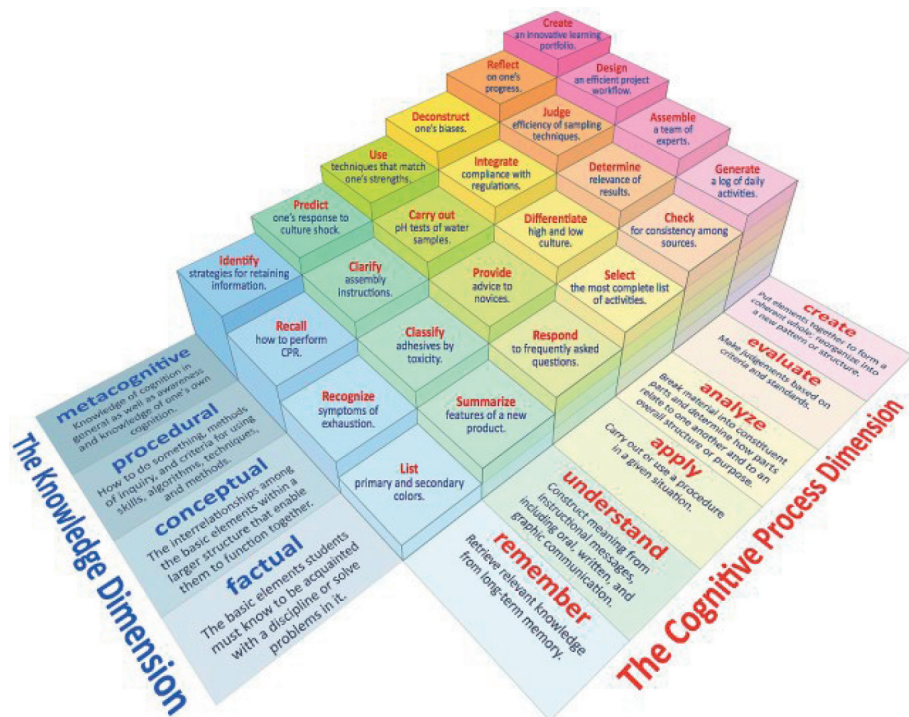 Create
an innovative learning
portfolio.
Reflect
on one's
progress.
Design
an efficient project
workflow.
Deconstruct
one's biases.
Judge
efficiency of sampling
techniques.
Assemble
a team of
experts.
Use
techniques that match
one's strengths.
Integrate
compliance with
regulations.
Determine
relevance of
results.
Generate
a log of daily
activities.
Predict
one's response to
culture shock.
Carry out
pH tests of water
samples.
Differentiate
high and low
culture.
Check
for consistency among
sources.
Identify
strategies for retaining
information.
Clarify
assembly
instructions.
Provide
advice to
novices.
Select
the most complete list
of activities.
Recall
how to perform
CPR.
Classify
adhesives by
toxicity.
Respond
to frequently asked
questions.
Recognize
symptoms of
exhaustion.
Summarize
features of a new
product.
List
primary and secondary
colors.
The Knowledge Dimension
metacognitive
Knowledge of cognition in
general as well as awareness
and knowledge of one's own
cognition.
procedural
How to do something, methods
of inquiry, and criteria for using
skills, algorithms, techniques,
and methods.
conceptual
The interrelationships among
the basic elements within a
larger structure that enable
them to function together.
factual
The basic elements students
must know to be acquainted
with a discipline or solve
problems in it.
The Cognitive Process Dimension
create
Put elements together to form a
coherent whole; reorganize into
a new pattern or structure.
evaluate
Make judgements based on
criteria and standards.
analyze
Break material into constituent
parts and determine how parts
relate to one another and to an
overall structure or purpose.
apply
Carry out or use a procedure
in a given situation.
understand
Construct meaning from
instructional messages,
including oral, written, and
graphic communication.
remember
Retrieve relevant knowledge
from long-term memory.